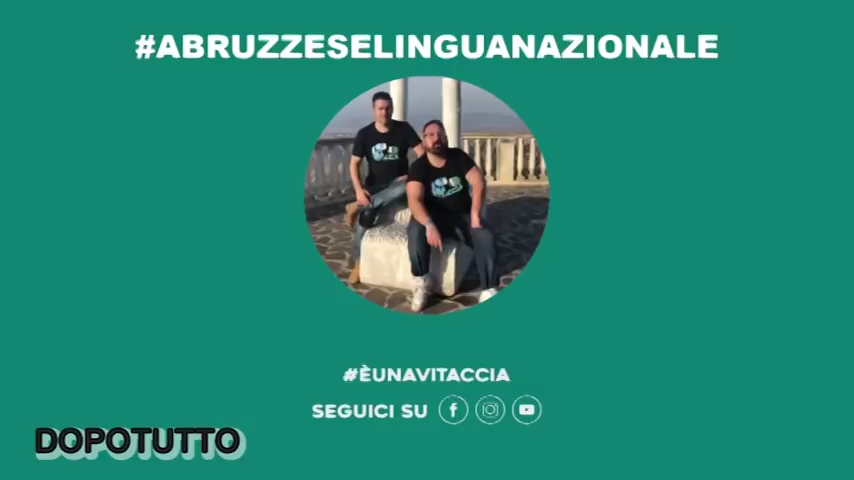 #ABRUZZESELINGUANAZIONALE
#ÈUNAVITACCIA
SEGUICI SU
DOPOTUTTO